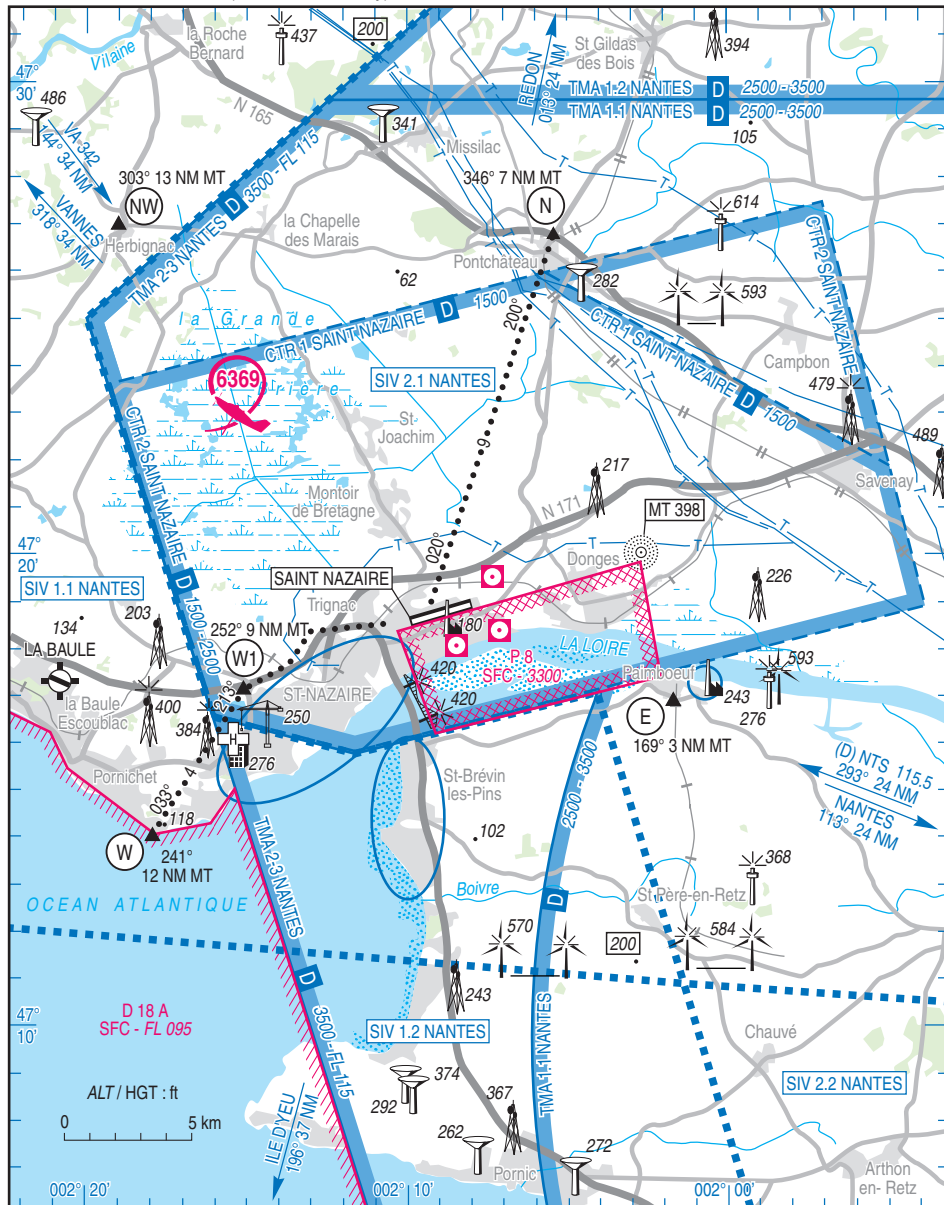 la Roche
Bernard
437
200
St Gildas
des Bois
394
Vilaine
47°
30'
486
N 165
REDON
013° 24 NM
TMA 1.2 NANTES D 2500 - 3500
TMA 1.1 NANTES D 2500 - 3500
341
105
Missilac
VA 342
144° 34 NM
303° 13 NM MT
NW
VANNES
318° 34 NM
Herbignac
346° 7 NM MT
N
614
la Chapelle
des Marais
TMA 2-3 NANTES D 3500 - FL 115
Pontchâteau
62
282
593
CTR 2 SAINT NAZAIRE
la Grande
Brière
CTR 1 SAINT NAZAIRE D 1500
200°
CTR 1 SAINT NAZAIRE D 1500
Campbon
6369
SIV 2.1 NANTES
479
St-
Joachim
9
489
Savenay
CTR 2 SAINT NAZAIRE D 1500-2500
Montoir
de Bretagne
217
N 171
MT 398
47°
20'
020°
Donges
SAINT NAZAIRE
SIV 1.1 NANTES
Trignac
226
203
134
LA BAULE
252° 9 NM MT
W1
180
LA LOIRE
P 8
SFC - 3300
593
la Baule
Escoublac
ST-NAZAIRE
420
Paimboeuf
400
213°
250
420
243
276
384
H
E
276
169° 3 NM MT
Pornichet
4
033°
St-Brévin
les-Pins
2500 - 3500
(D) NTS 115.5
293° 24 NM
NANTES
113° 24 NM
118
W
241°
12 NM MT
102
TMA 2-3 NANTES D 3500 - FL 115
368
Boivre
St-Père-en-Retz
OCEAN ATLANTIQUE
D
570
584
200
D 18 A
SFC - FL 095
243
47°
10'
SIV 1.2 NANTES
TMA 1.1 NANTES
Chauvé
SIV 2.2 NANTES
ALT / HGT : ft
374
292
367
0 5 km
ILE D'YEU
196° 37 NM
262
272
Pornic
Arthon
en- Retz
002° 20' 002° 10' 002° 00'